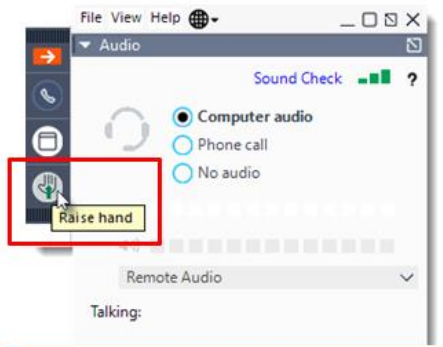 File View Help
Audio
Sound Check ?
Computer audio
Phone call
No audio
Raise hand
Remote Audio
Talking: